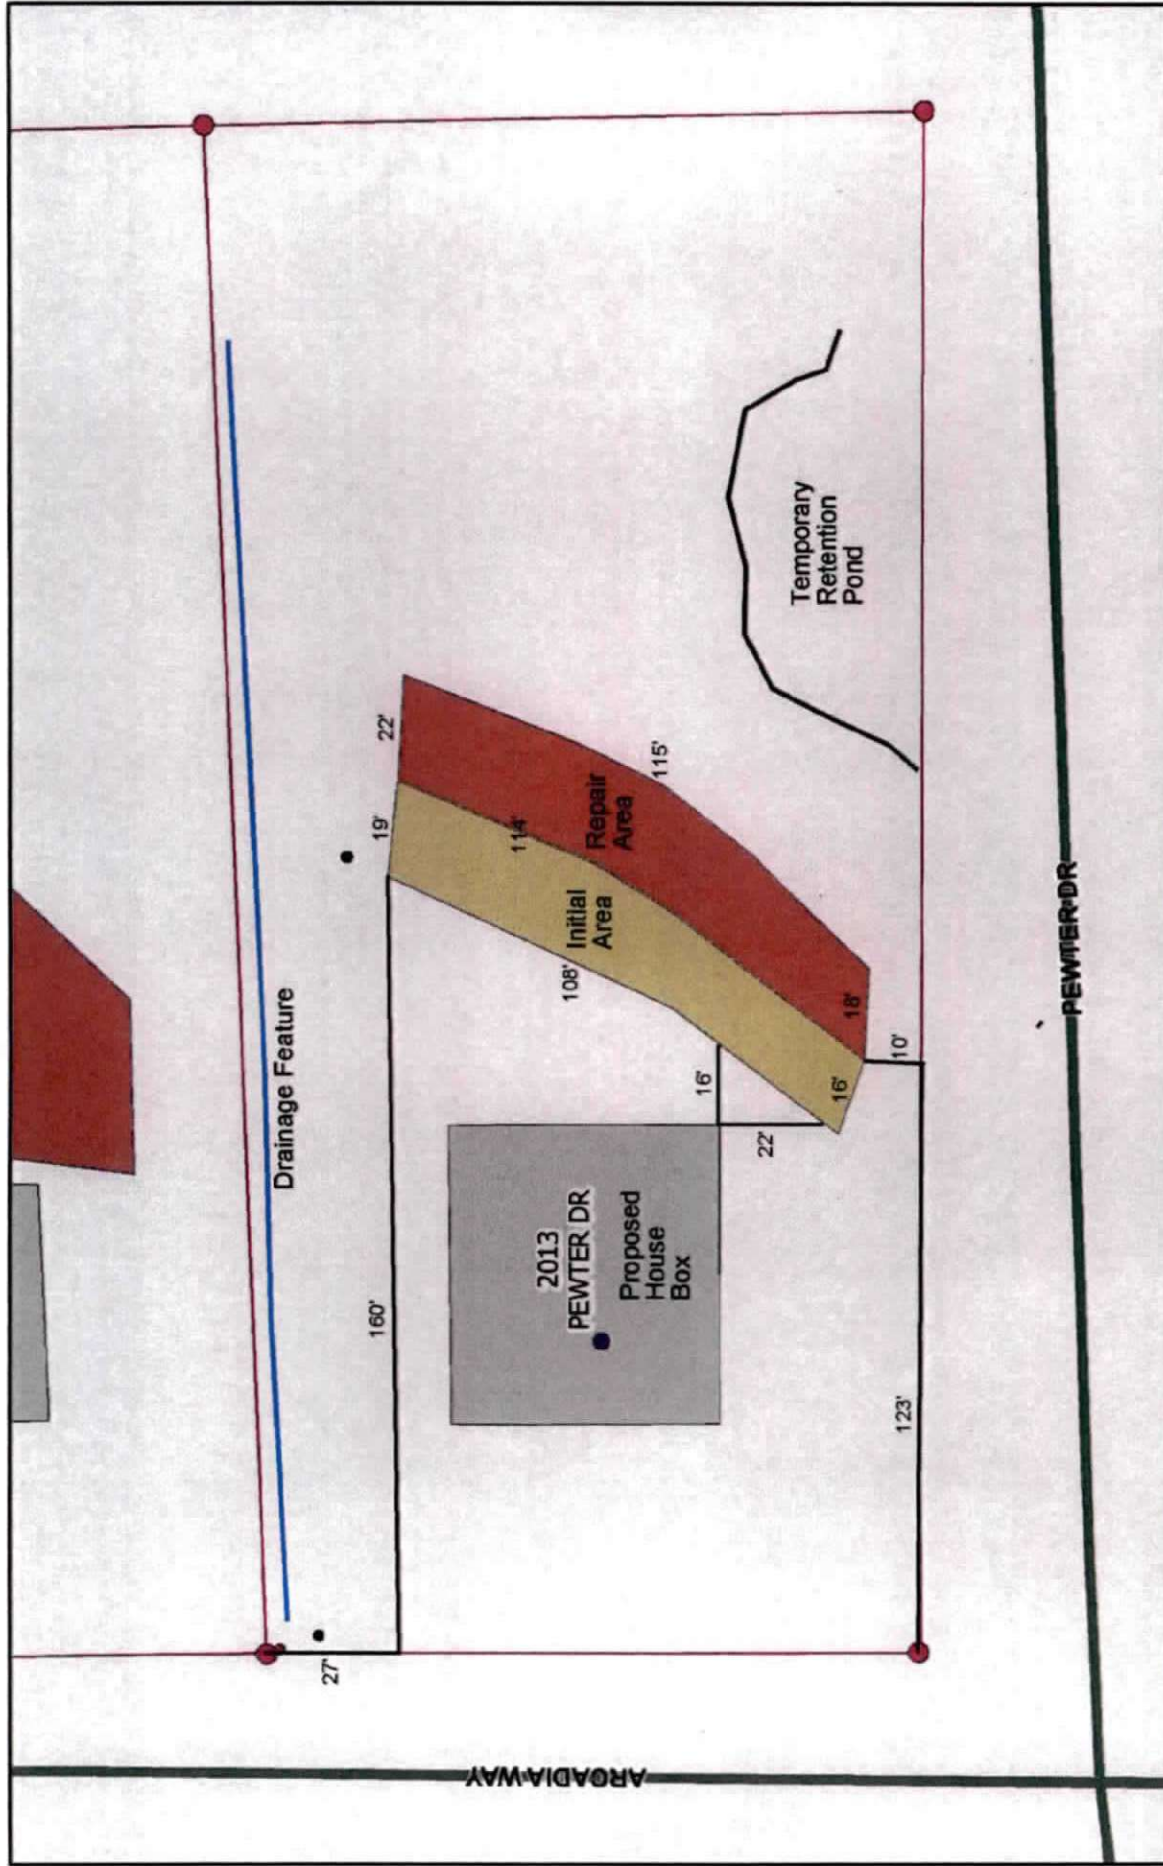 Drainage Feature
27'
160'
19'
22'
108'
114'
115'
Initial
Area
Repair
Area
2013
PEWTER DR
Proposed
House
Box
16'
22'
16'
18'
10'
123'
Temporary
Retention
Pond
PEWTER DR
ARCADIA WAY